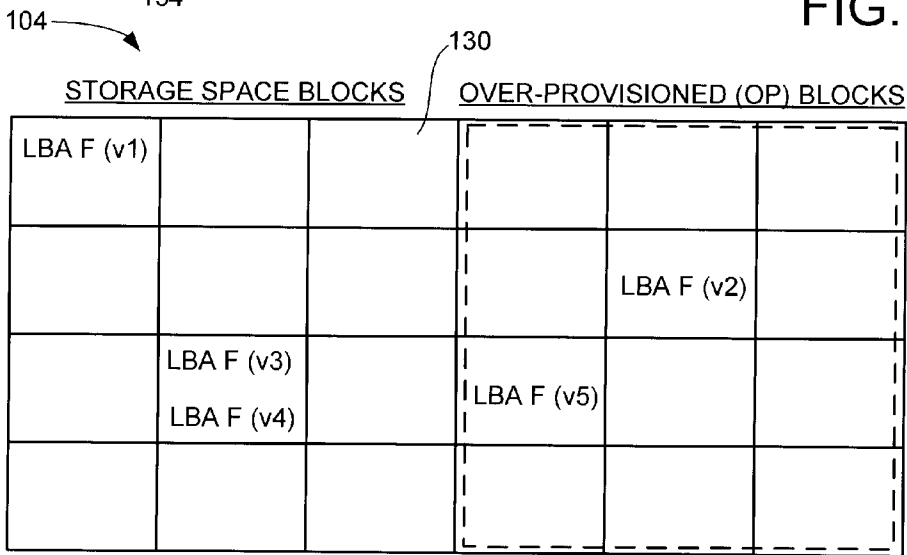 FIG.
104
130
STORAGE SPACE BLOCKS OVER-PROVISIONED (OP) BLOCKS
LBA F (v1)
LBA F (v2)
LBA F (v3)
LBA F (v4)
LBA F (v5)